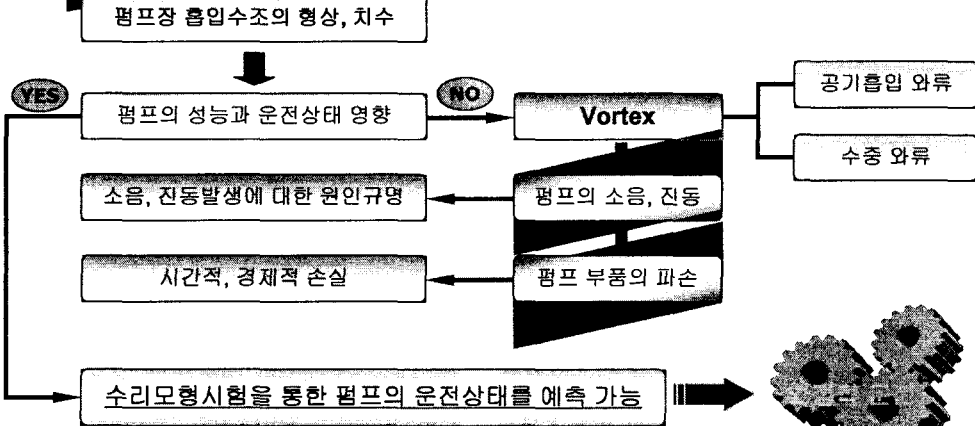 펌프장 흡입수조의 형상, 치수
YES
펌프의 성능과 운전상태 영향
NO
Vortex
공기흡입 와류
수중 와류
소음, 진동발생에 대한 원인규명
펌프의 소음, 진동
시간적, 경제적 손실
펌프 부품의 파손
수리모형시험을 통한 펌프의 운전상태를 예측 가능